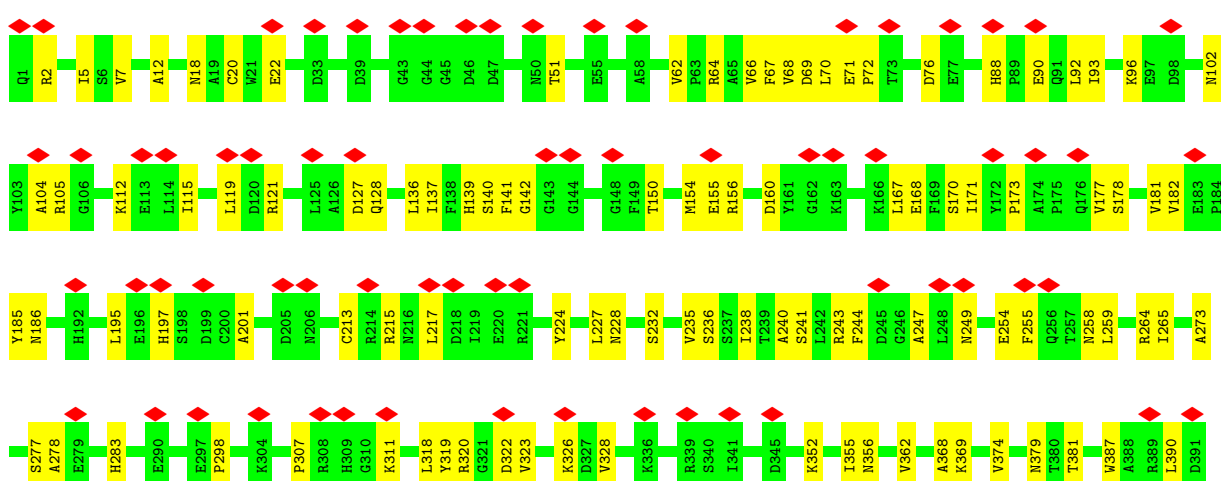 Q1 R2 I5 S6 V7 A12 N18 A19 C20 W21 E22 D33 D39 G43 G44 G45 D46 D47 N50 T51 E55 A58 V62 P63 R64 A65 V66 F67 V68 D69 L70 E71 P72 T73 D76 E77 H88 P89 E90 Q91 L92 I93 K96 E97 D98 N102
Y103 A104 R105 G106 K112 E113 L114 I115 L119 D120 R121 L125 A126 D127 Q128 L136 I137 F138 H139 S140 F141 G142 G143 G144 G148 F149 T150 M154 E155 R156 D160 Y161 G162 K163 K166 L167 E168 F169 S170 I171 Y172 P173 A174 P175 Q176 V177 S178 V181 V182 E183 P184
Y185 N186 H192 L195 E196 H197 S198 D199 C200 A201 D205 N206 C213 R214 R215 N216 L217 D218 I219 E220 R221 Y224 L227 N228 S232 V235 S236 S237 I238 T239 A240 S241 L242 R243 F244 D245 G246 A247 L248 N249 E254 F255 Q256 T257 N258 L259 R264 I265 A273
S277 A278 E279 H283 E290 E297 P298 K304 P307 R308 H309 G310 K311 L318 Y319 R320 G321 D322 V323 K326 D327 V328 K336 R339 S340 I341 D345 K352 I355 N356 V362 A368 K369 V374 N379 T380 T381 W387 A388 R389 L390 D391